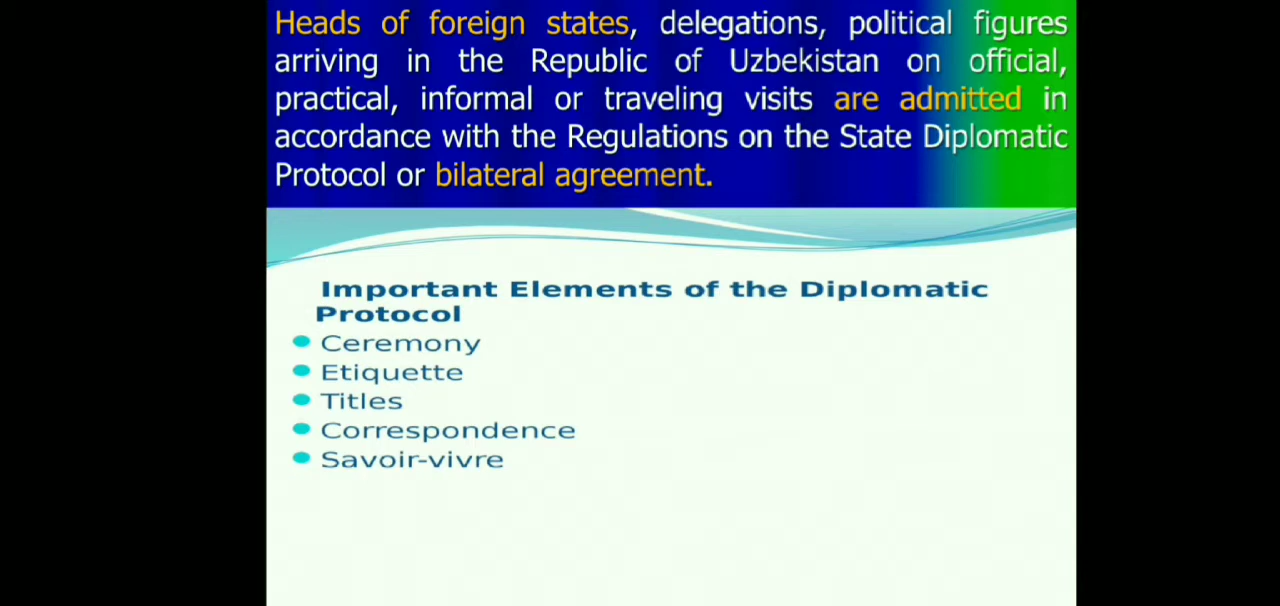 Heads of foreign states, delegations, political figures
arriving in the Republic of Uzbekistan on official,
practical, informal or traveling visits are admitted in
accordance with the Regulations on the State Diplomatic
Protocol or bilateral agreement.
Important Elements of the Diplomatic
Protocol
Ceremony
Etiquette
Titles
Correspondence
Savoir-vivre